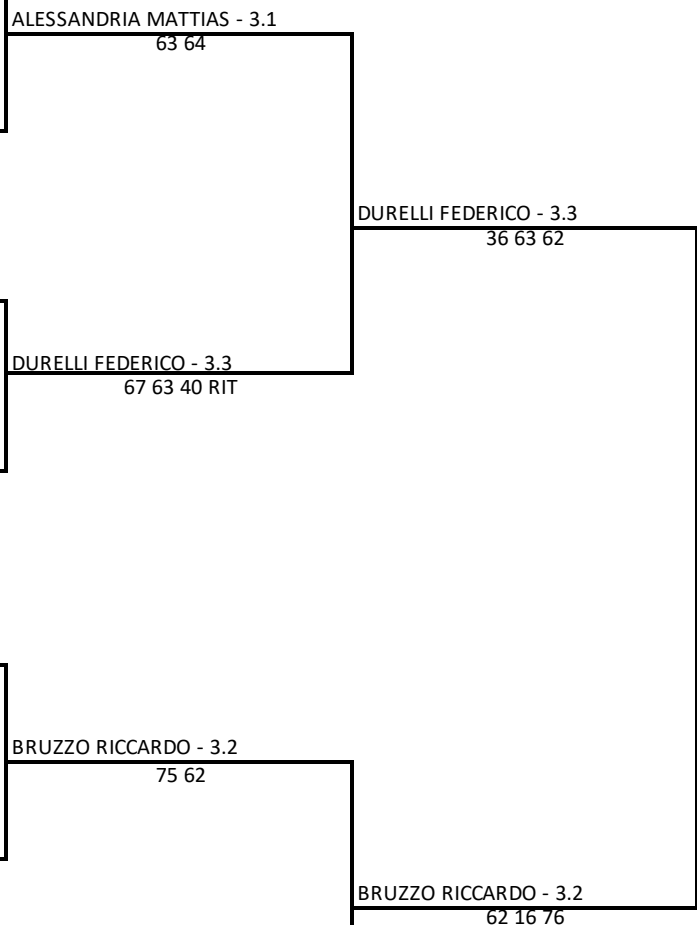 ALESSANDRIA MATTIAS - 3.1
63 64
DURELLI FEDERICO - 3.3
36 63 62
DURELLI FEDERICO - 3.3
67 63 40 RIT
BRUZZO RICCARDO - 3.2
75 62
BRUZZO RICCARDO - 3.2
62 16 76